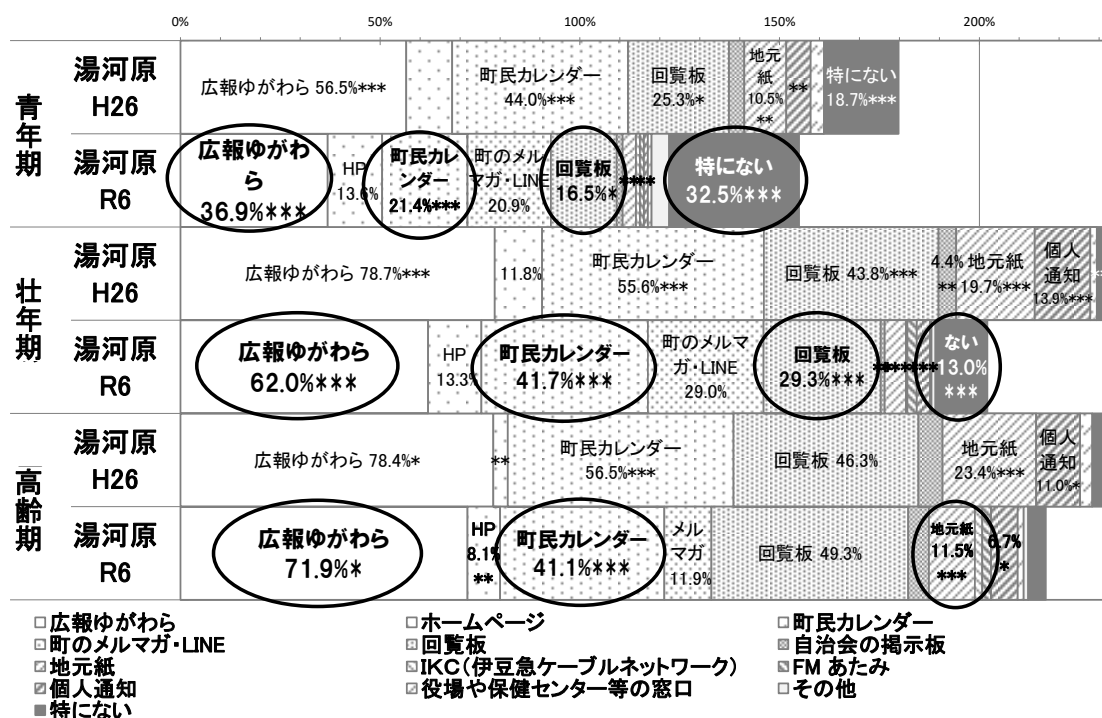 0% 50% 100% 150% 200%
青年期
湯河原
H26
広報ゆがわら 56.5%***
町民カレンダー
44.0%***
回覧板
25.3%*
地元
紙
10.5%
**
**
特にない
18.7%***
湯河原
R6
広報ゆがわ
ら
36.9%***
HP
13.6%
町民カレ
ンダー
21.4%***
町のメル
マガ・LINE
20.9%
回覧板
16.5%*
特にない
32.5%***
壮年期
湯河原
H26
広報ゆがわら 78.7%***
11.8%
町民カレンダー
55.6%***
回覧板 43.8%***
4.4%
**
地元紙
19.7%***
個人
通知
13.9%***
湯河原
R6
広報ゆがわら
62.0%***
HP
13.3%
町民カレンダー
41.7%***
町のメルマ
ガ・LINE
29.0%
回覧板
29.3%***
ない
13.0%
***
高齢期
湯河原
H26
広報ゆがわら 78.4%*
**
町民カレンダー
56.5%***
回覧板 46.3%
地元紙
23.4%***
個人
通知
11.0%*
湯河原
R6
広報ゆがわら
71.9%*
HP
8.1%
**
町民カレンダー
41.1%***
メル
マガ
11.9%
回覧板 49.3%
地元紙
11.5%
***
6.7%
*
広報ゆがわら ホームページ 町民カレンダー
町のメルマガ・LINE 回覧板 自治会の掲示板
地元紙 IKC(伊豆急ケーブルネットワーク) FM あたみ
個人通知 役場や保健センター等の窓口 その他
特にない